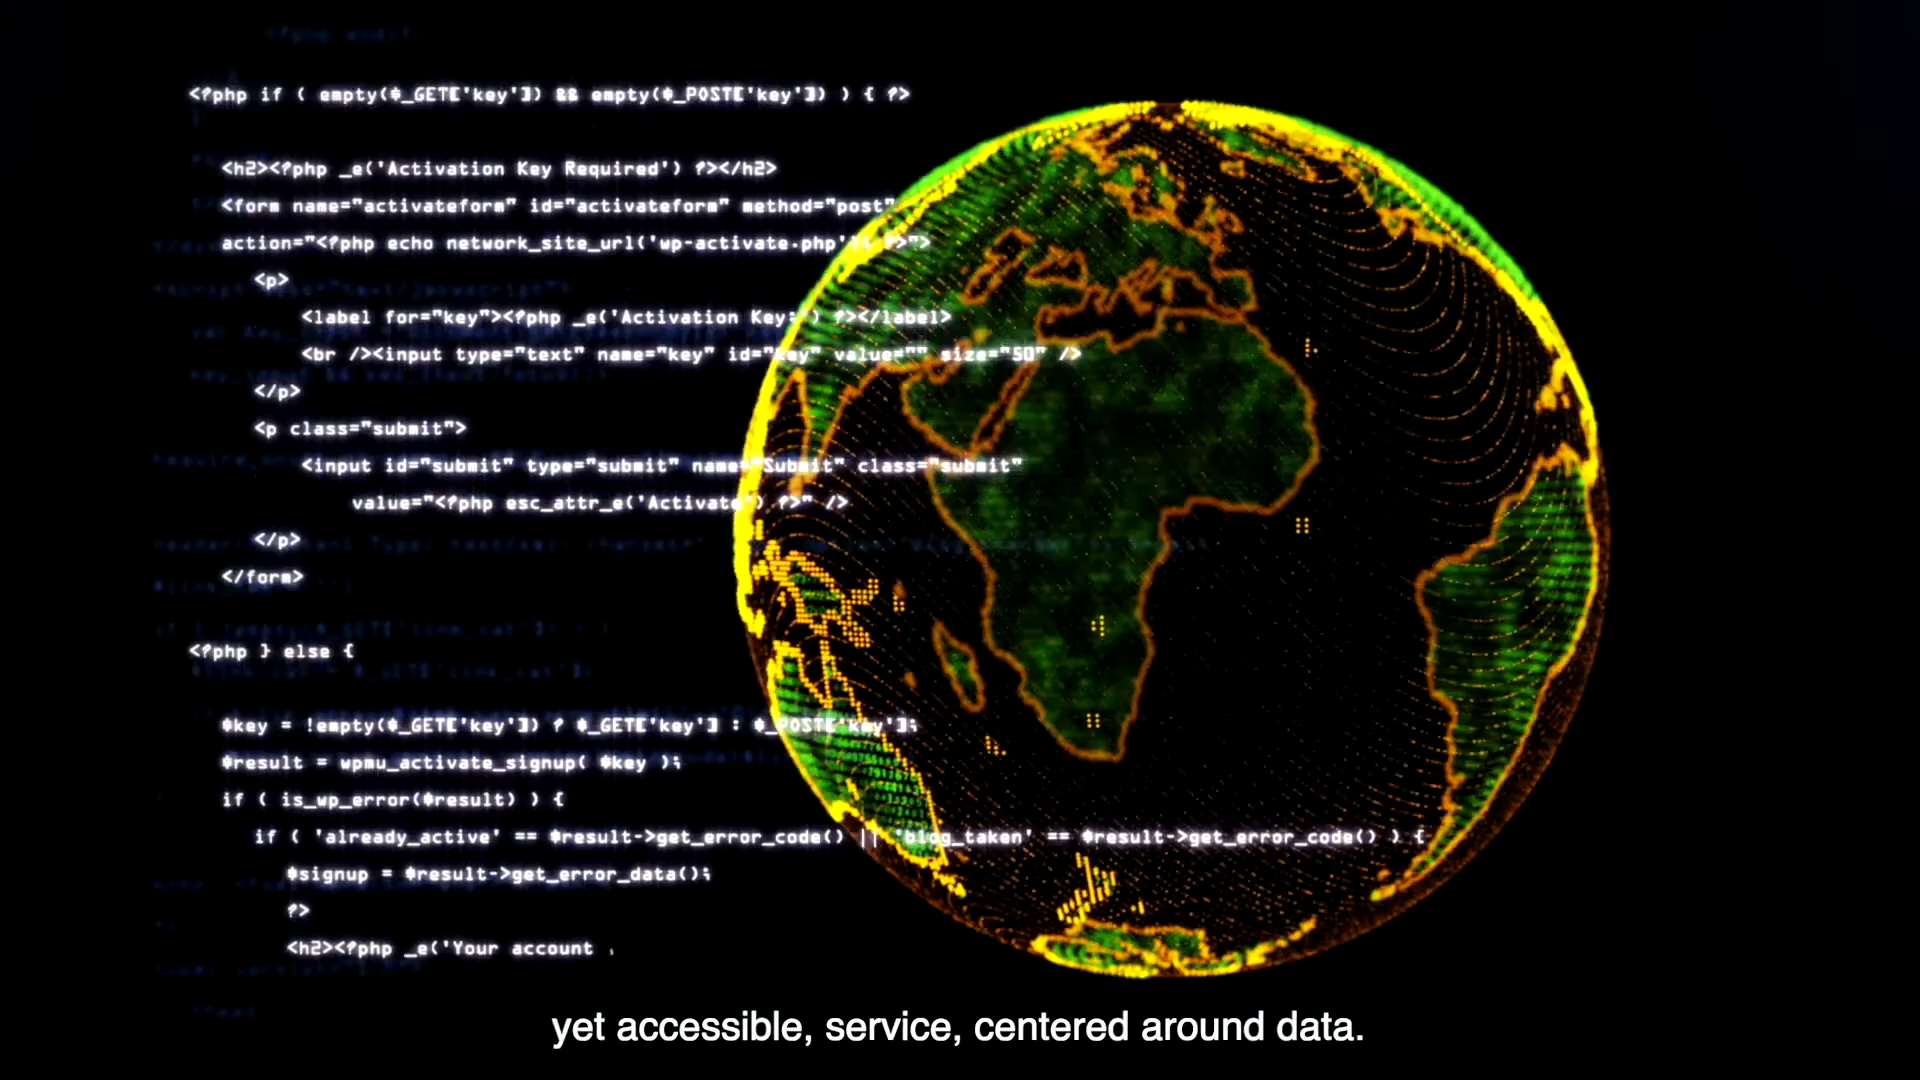 <?php if ( empty($_GET['key']) && empty($_POST['key']) ) { ?>
<h2><?php _e('Activation Key Required') ?></h2>
<form name="activateform" id="activateform" method="post"
action="<?php echo network_site_url('wp-activate.php'); ?>">
<p>
<label for="key"><?php _e('Activation Key:') ?></label>
<br /><input type="text" name="key" id="key" value="" size="50" />
</p>
<p class="submit">
<input id="submit" type="submit" name="Submit" class="submit"
value="<?php esc_attr_e('Activate') ?>" />
</p>
</form>
<?php } else {
$key = !empty($_GET['key']) ? $_GET['key'] : $_POST['key'];
$result = wpmu_activate_signup( $key );
if ( is_wp_error($result) ) {
if ( 'already_active' == $result->get_error_code() || 'blog_taken' == $result->get_error_code() ) {
$signup = $result->get_error_data();
?>
<h2><?php _e('Your account
yet accessible, service, centered around data.